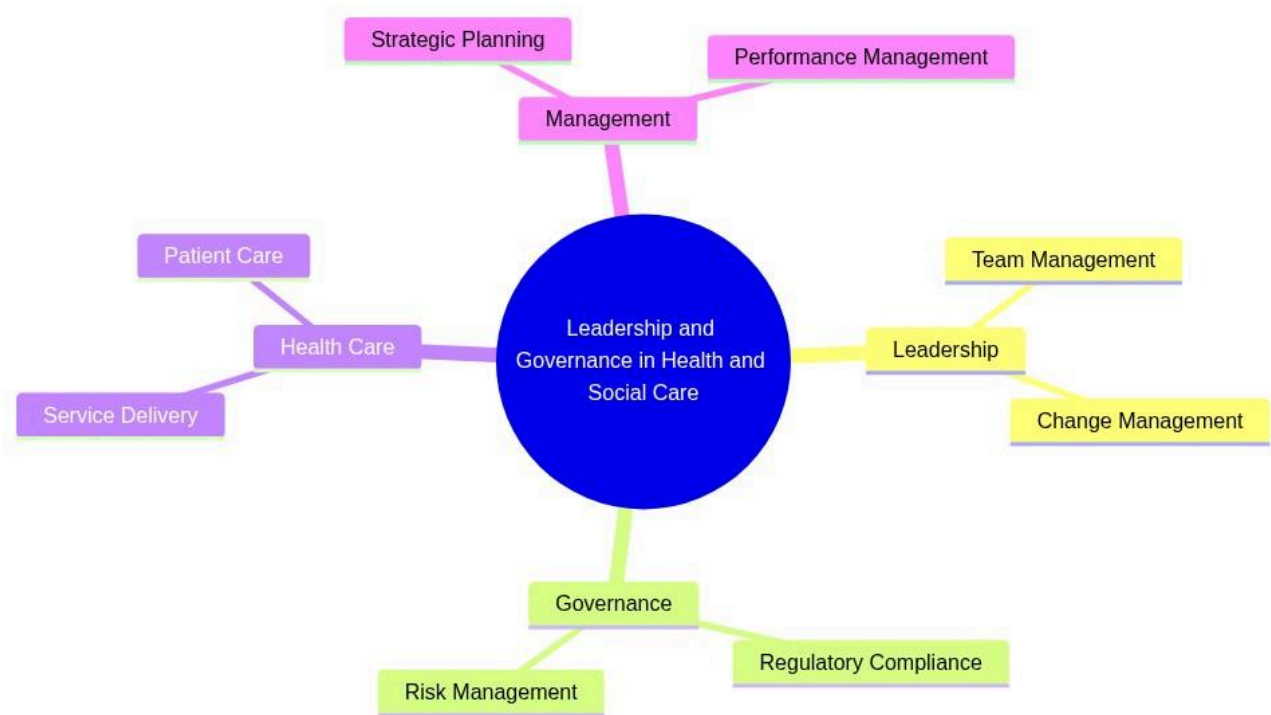 Strategic Planning
Performance Management
Management
Patient Care
Team Management
Leadership and
Governance in Health and
Social Care
Health Care
Leadership
Service Delivery
Change Management
Governance
Regulatory Compliance
Risk Management